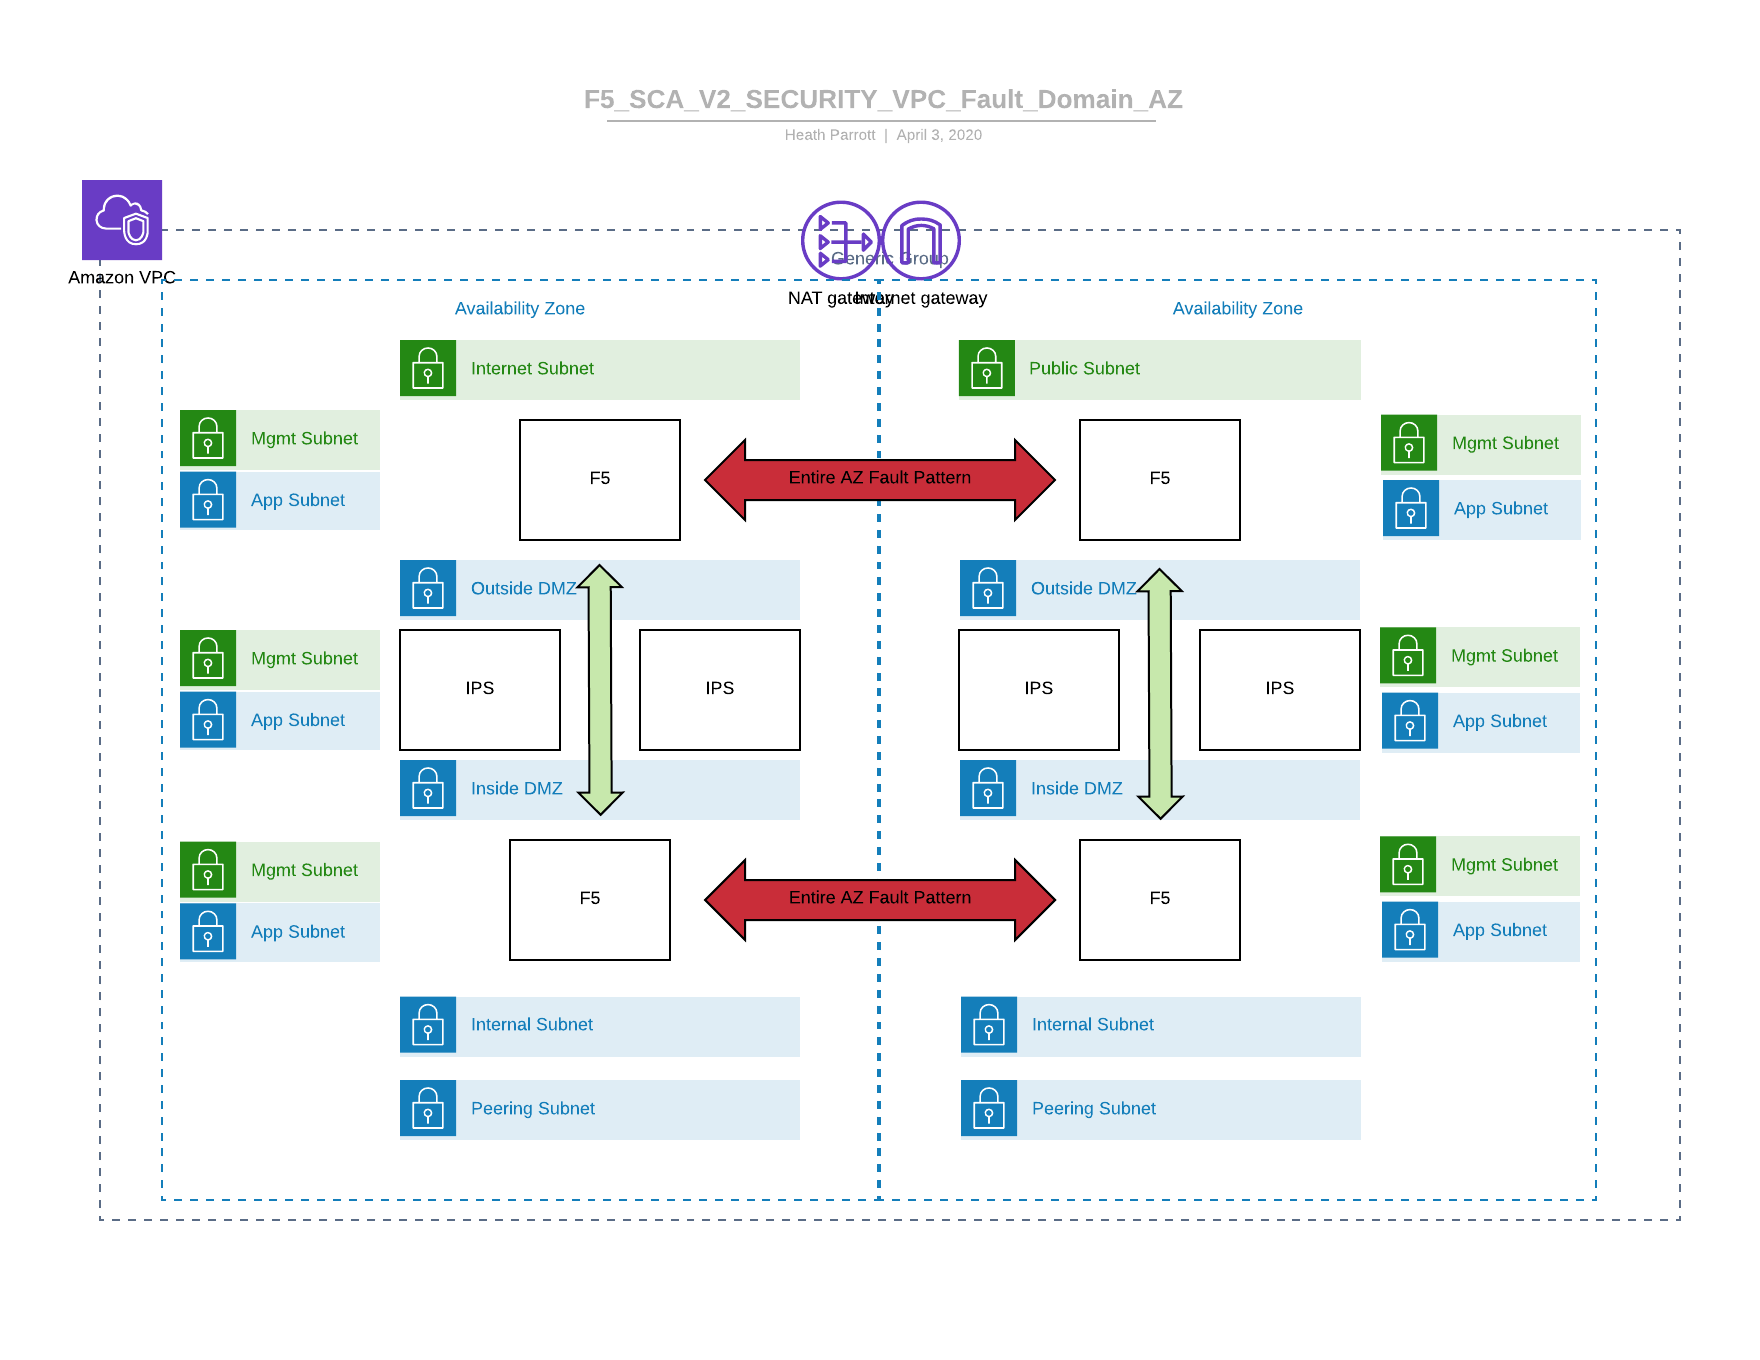 F5_SCA_V2_SECURITY_VPC_Fault_Domain_AZ
Heath Parrott | April 3, 2020
Amazon VPC
Generic Group
NAT gateway
Internet gateway
Availability Zone
Availability Zone
Internet Subnet
Public Subnet
Mgmt Subnet
App Subnet
F5
Entire AZ Fault Pattern
F5
Mgmt Subnet
App Subnet
Outside DMZ
Outside DMZ
Mgmt Subnet
App Subnet
IPS
IPS
IPS
IPS
Mgmt Subnet
App Subnet
Inside DMZ
Inside DMZ
Mgmt Subnet
App Subnet
F5
Entire AZ Fault Pattern
F5
Mgmt Subnet
App Subnet
Internal Subnet
Internal Subnet
Peering Subnet
Peering Subnet